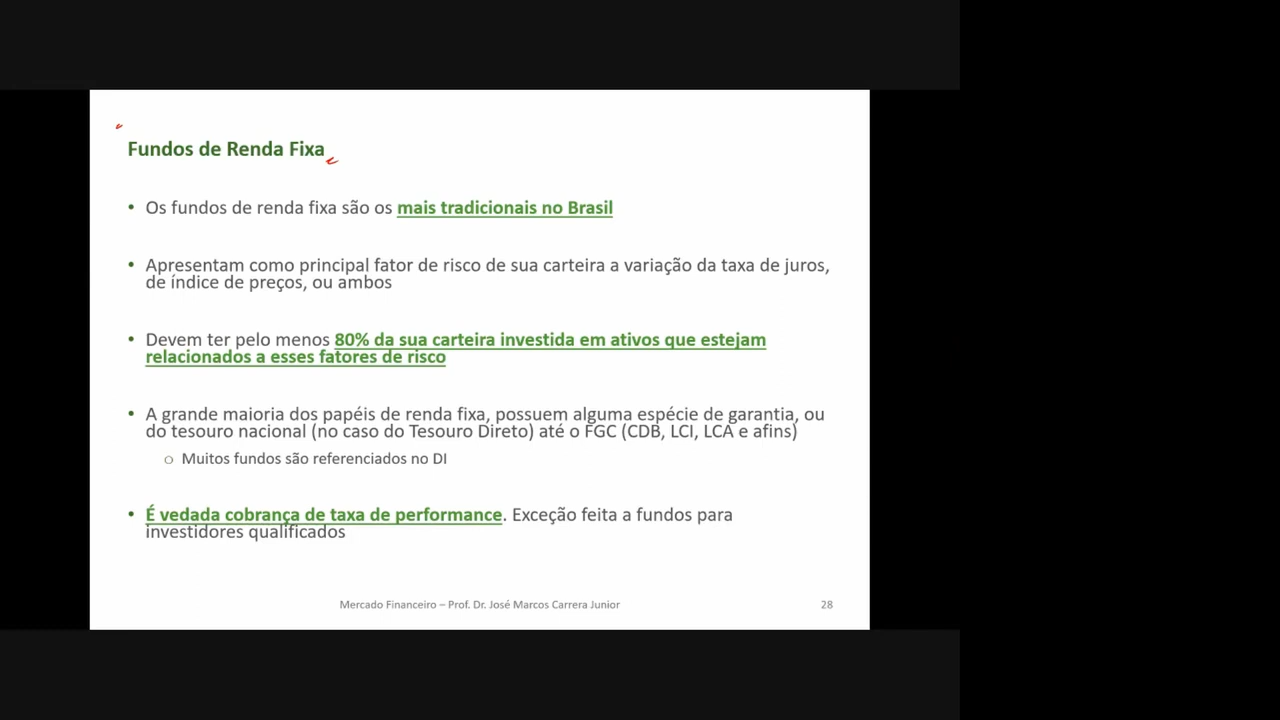 Fundos de Renda Fixa
• Os fundos de renda fixa são os mais tradicionais no Brasil
• Apresentam como principal fator de risco de sua carteira a variação da taxa de juros,
de índice de preços, ou ambos
• Devem ter pelo menos 80% da sua carteira investida em ativos que estejam
relacionados a esses fatores de risco
• A grande maioria dos papéis de renda fixa, possuem alguma espécie de garantia, ou
do tesouro nacional (no caso do Tesouro Direto) até o FGC (CDB, LCI, LCA e afins)
o Muitos fundos são referenciados no DI
• É vedada cobrança de taxa de performance. Exceção feita a fundos para
investidores qualificados
Mercado Financeiro – Prof. Dr. José Marcos Carrera Junior 28